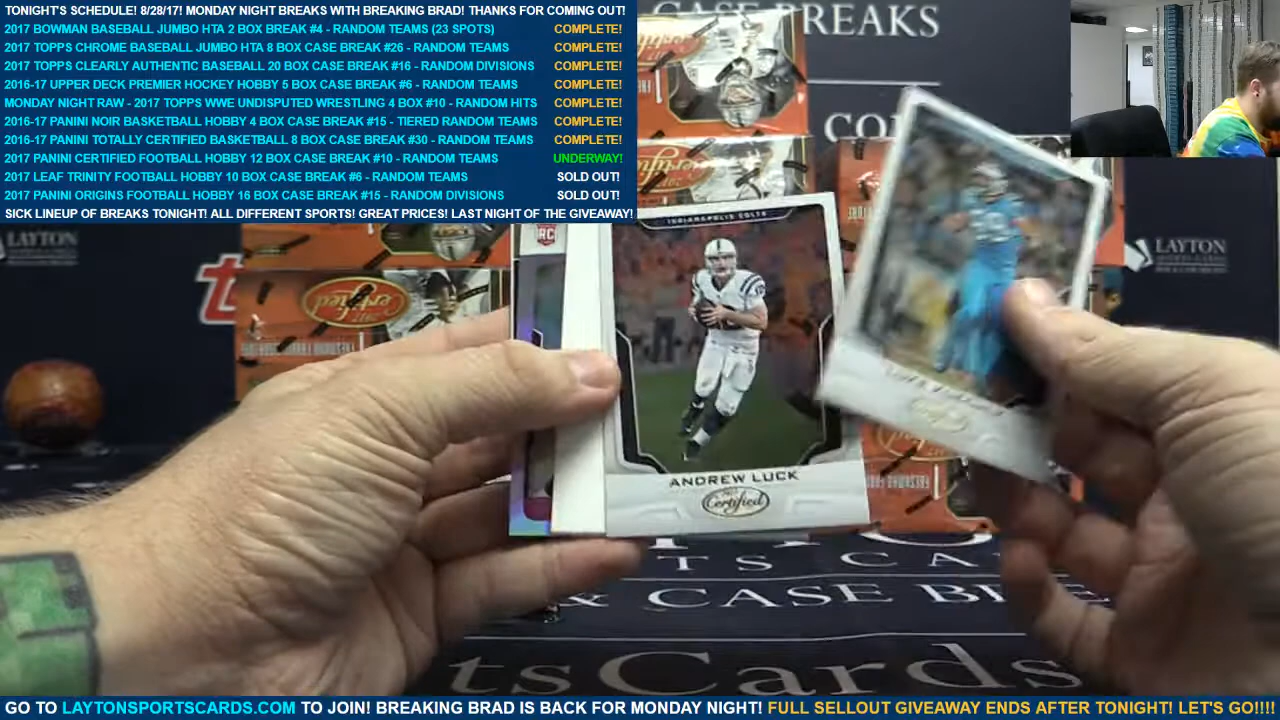 TONIGHT'S SCHEDULE! 8/28/17! MONDAY NIGHT BREAKS WITH BREAKING BRAD! THANKS FOR COMING OUT!
2017 BOWMAN BASEBALL JUMBO HTA 2 BOX BREAK #4 - RANDOM TEAMS (23 SPOTS) COMPLETE!
2017 TOPPS CHROME BASEBALL JUMBO HTA 8 BOX CASE BREAK #26 - RANDOM TEAMS COMPLETE!
2017 TOPPS CLEARLY AUTHENTIC BASEBALL 20 BOX CASE BREAK #16 - RANDOM DIVISIONS COMPLETE!
2016-17 UPPER DECK PREMIER HOCKEY HOBBY 5 BOX CASE BREAK #6 - RANDOM TEAMS COMPLETE!
MONDAY NIGHT RAW - 2017 TOPPS WWE UNDISPUTED WRESTLING 4 BOX #10 - RANDOM HITS COMPLETE!
2016-17 PANINI NOIR BASKETBALL HOBBY 4 BOX CASE BREAK #15 - TIERED RANDOM TEAMS COMPLETE!
2016-17 PANINI TOTALLY CERTIFIED BASKETBALL 8 BOX CASE BREAK #30 - RANDOM TEAMS COMPLETE!
2017 PANINI CERTIFIED FOOTBALL HOBBY 12 BOX CASE BREAK #10 - RANDOM TEAMS UNDERWAY!
2017 LEAF TRINITY FOOTBALL HOBBY 10 BOX CASE BREAK #6 - RANDOM TEAMS SOLD OUT!
2017 PANINI ORIGINS FOOTBALL HOBBY 16 BOX CASE BREAK #15 - RANDOM DIVISIONS SOLD OUT!
SICK LINEUP OF BREAKS TONIGHT! ALL DIFFERENT SPORTS! GREAT PRICES! LAST NIGHT OF THE GIVEAWAY!
CASE BREAKS
CO
LAYTON
LAYTON
RC
INDIANAPOLIS COLTS
Certified
ANDREW LUCK
Certified
TS CARDS
& CASE BRE
tsCards
GO TO LAYTONSPORTSCARDS.COM TO JOIN! BREAKING BRAD IS BACK FOR MONDAY NIGHT! FULL SELLOUT GIVEAWAY ENDS AFTER TONIGHT! LET'S GO!!!!